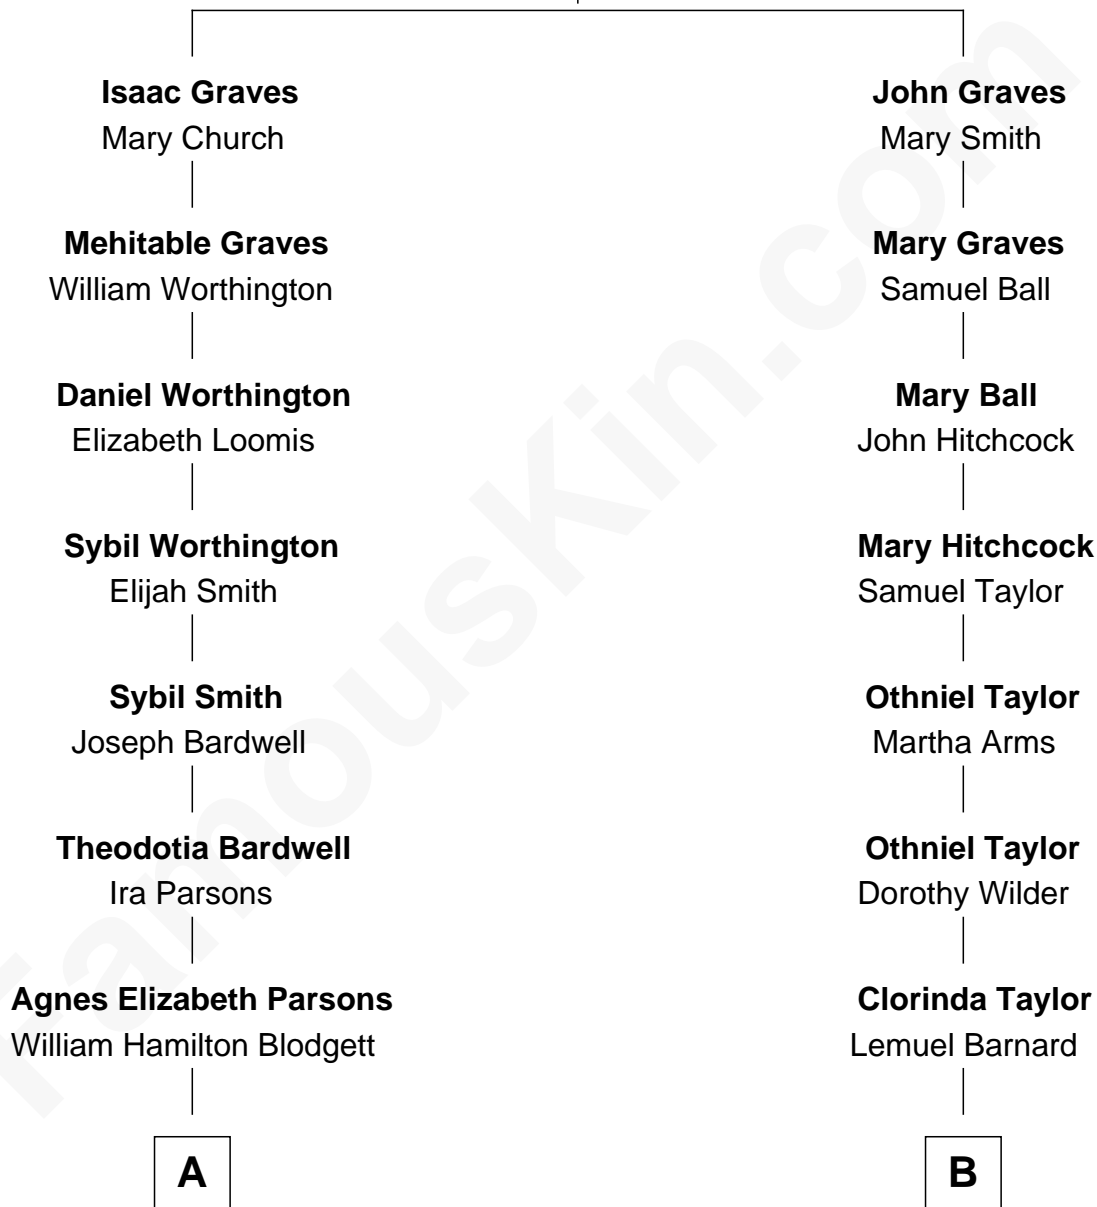 Isaac Graves
Mary Church
Mehitable Graves
William Worthington
Daniel Worthington
Elizabeth Loomis
Sybil Worthington
Elijah Smith
Sybil Smith
Joseph Bardwell
Theodotia Bardwell
Ira Parsons
Agnes Elizabeth Parsons
William Hamilton Blodgett
A
John Graves
Mary Smith
Mary Graves
Samuel Ball
Mary Ball
John Hitchcock
Mary Hitchcock
Samuel Taylor
Othniel Taylor
Martha Arms
Othniel Taylor
Dorothy Wilder
Clorinda Taylor
Lemuel Barnard
B
FamousKin.com